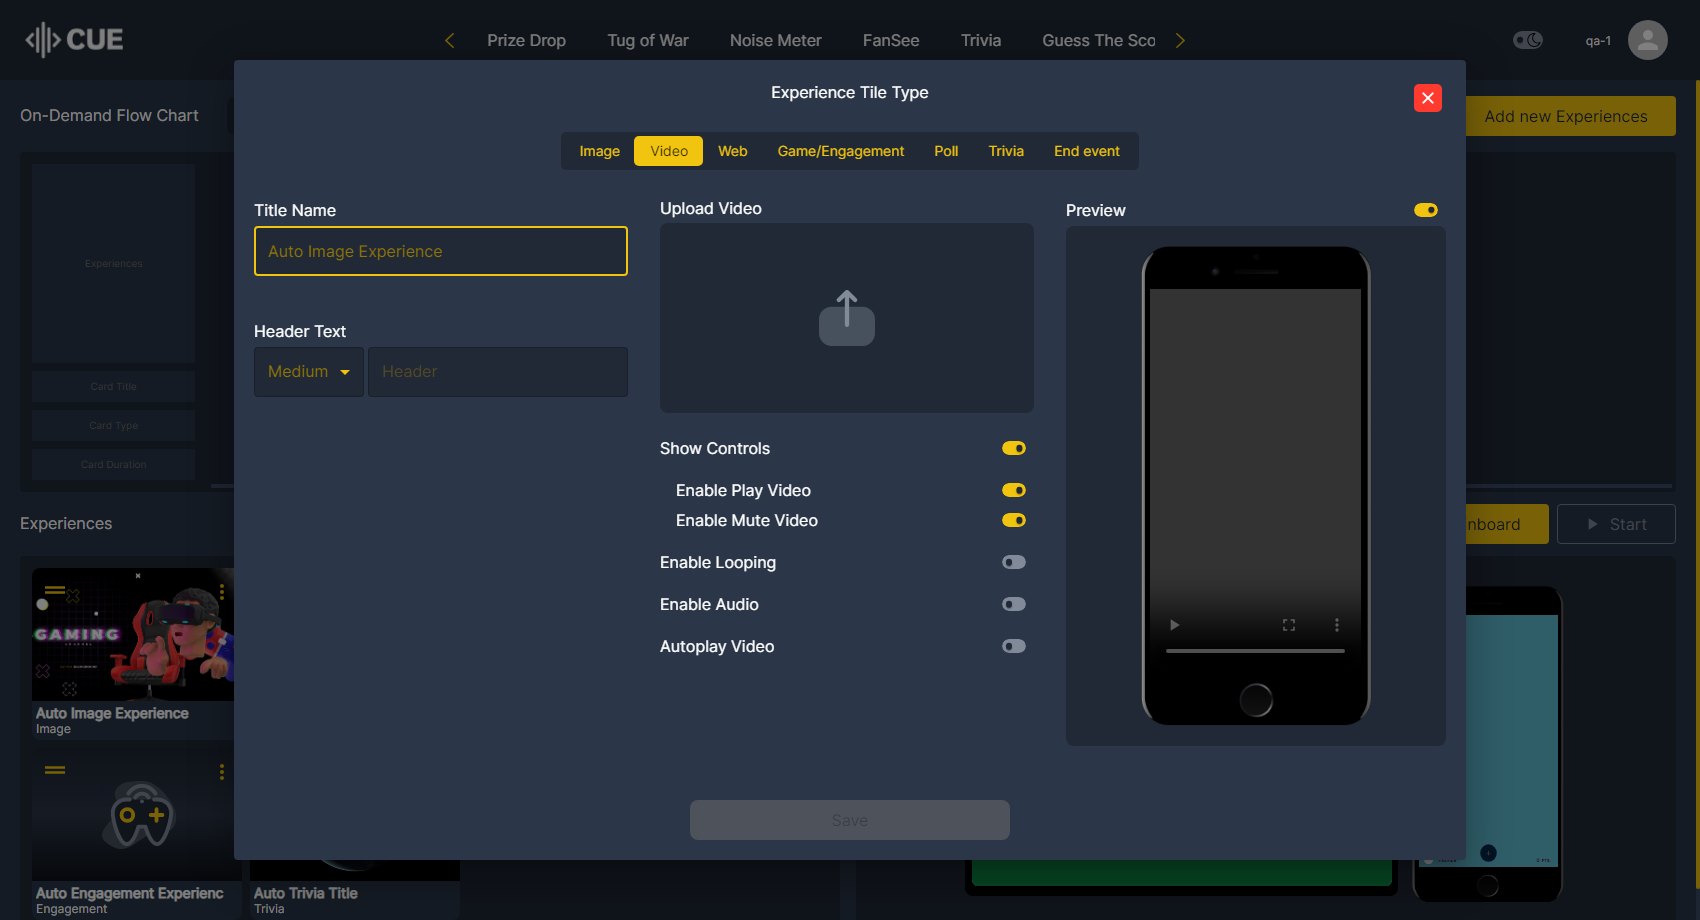 CUE
Prize Drop
Tug of War
Noise Meter
FanSee
Trivia
Guess The Sco
qa-1
On-Demand Flow Chart
Add new Experiences
Experience Tile Type
Image
Video
Web
Game/Engagement
Poll
Trivia
End event
Title Name
Auto Image Experience
Header Text
Medium
Header
Upload Video
Show Controls
Enable Play Video
Enable Mute Video
Enable Looping
Enable Audio
Autoplay Video
Preview
Save
Experiences
Card Title
Card Type
Card Duration
Experiences
nboard
Start
GAMING
Auto Image Experience
Image
Auto Engagement Experienc
Engagement
Auto Trivia Title
Trivia